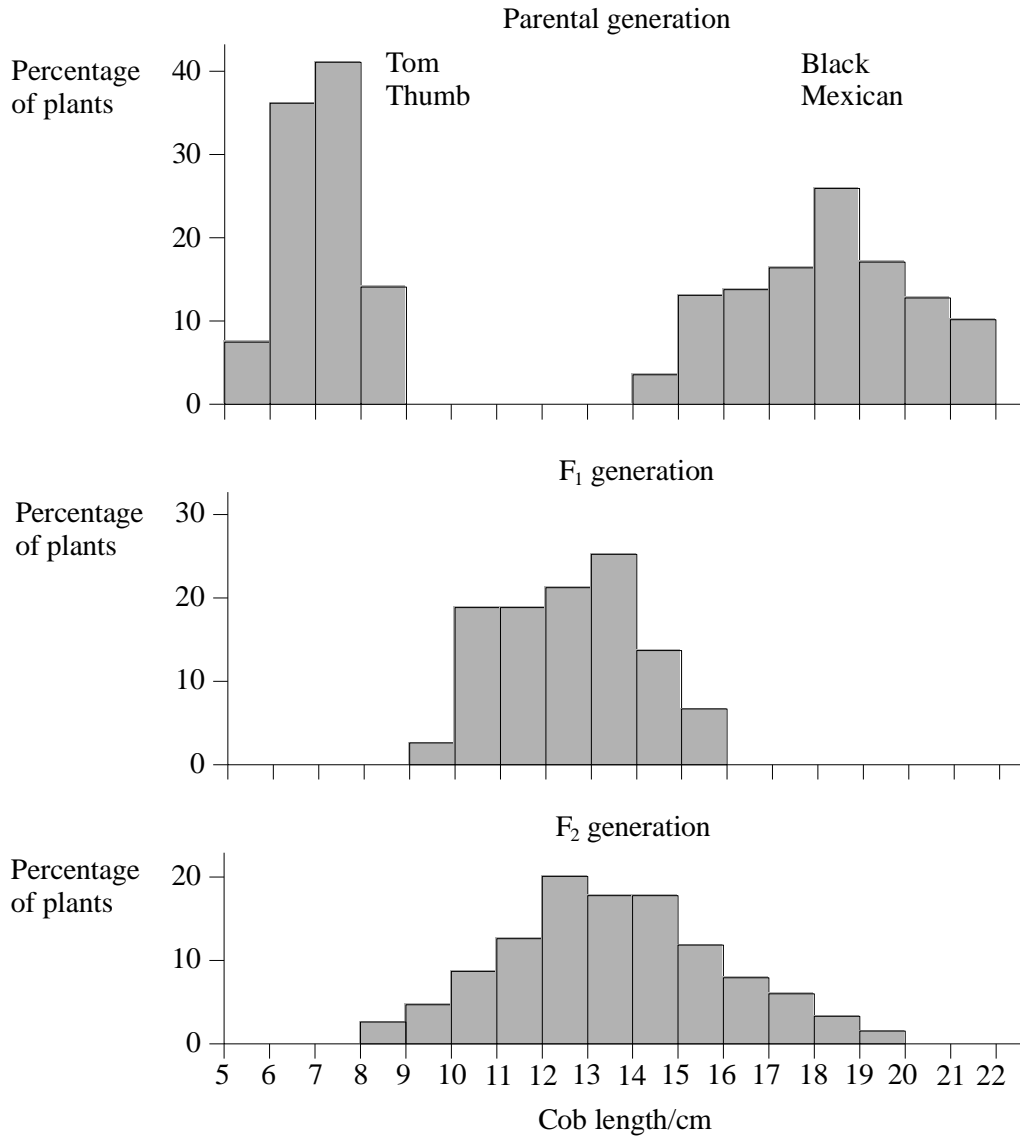 Parental generation
Percentage
of plants
Tom
Thumb
Black
Mexican
40
30
20
10
0
F₁ generation
Percentage
of plants
30
20
10
0
F₂ generation
Percentage
of plants
20
10
0
5 6 7 8 9 10 11 12 13 14 15 16 17 18 19 20 21 22
Cob length/cm